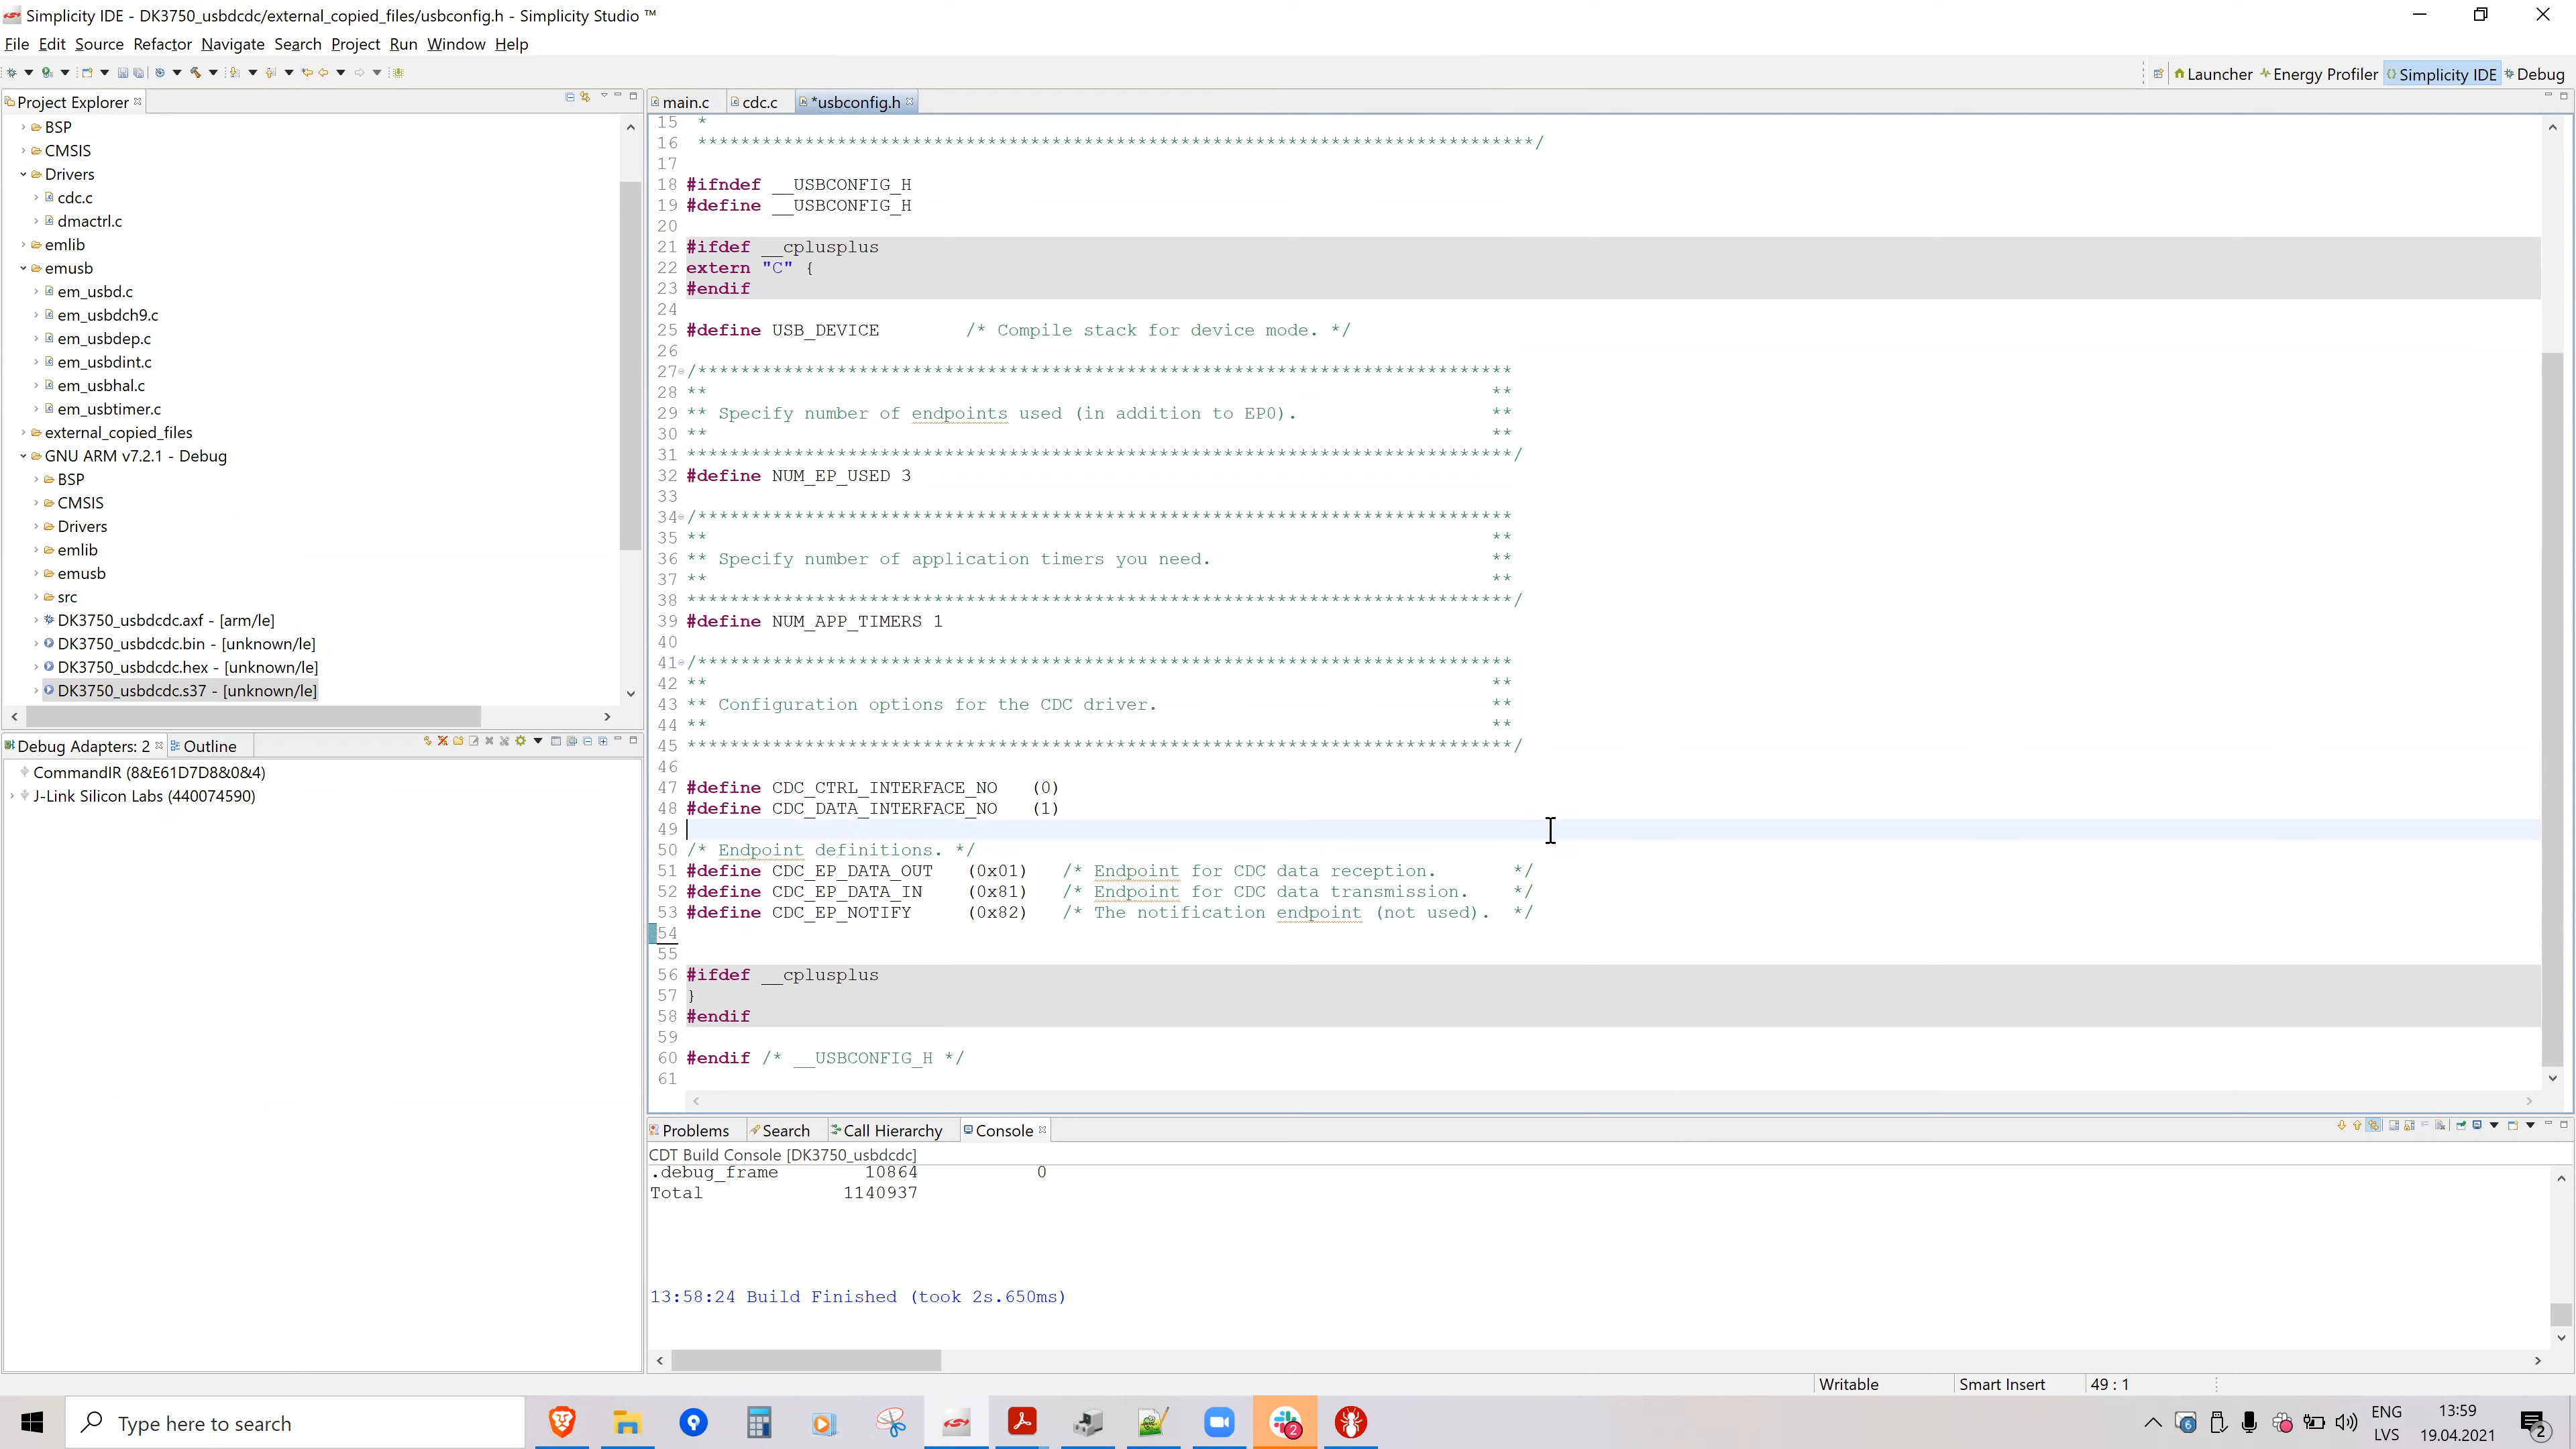 Simplicity IDE - DK3750_usbdcdc/external_copied_files/usbconfig.h - Simplicity Studio ™
File Edit Source Refactor Navigate Search Project Run Window Help
Launcher Energy Profiler Simplicity IDE Debug
Project Explorer
BSP
CMSIS
Drivers
cdc.c
dmactrl.c
emlib
emusb
em_usbd.c
em_usbdch9.c
em_usbdep.c
em_usbdint.c
em_usbhal.c
em_usbtimer.c
external_copied_files
GNU ARM v7.2.1 - Debug
BSP
CMSIS
Drivers
emlib
emusb
src
DK3750_usbdcdc.axf - [arm/le]
DK3750_usbdcdc.bin - [unknown/le]
DK3750_usbdcdc.hex - [unknown/le]
DK3750_usbdcdc.s37 - [unknown/le]
Debug Adapters: 2 Outline
CommandIR (8&E61D7D8&0&4)
J-Link Silicon Labs (440074590)
main.c cdc.c *usbconfig.h
15 *
16 ******************************************************************************/
17
18 #ifndef __USBCONFIG_H
19 #define __USBCONFIG_H
20
21 #ifdef __cplusplus
22 extern "C" {
23 #endif
24
25 #define USB_DEVICE /* Compile stack for device mode. */
26
27 /****************************************************************************
28 ** **
29 ** Specify number of endpoints used (in addition to EP0). **
30 ** **
31 *****************************************************************************/
32 #define NUM_EP_USED 3
33
34 /****************************************************************************
35 ** **
36 ** Specify number of application timers you need. **
37 ** **
38 *****************************************************************************/
39 #define NUM_APP_TIMERS 1
40
41 /****************************************************************************
42 ** **
43 ** Configuration options for the CDC driver. **
44 ** **
45 *****************************************************************************/
46
47 #define CDC_CTRL_INTERFACE_NO (0)
48 #define CDC_DATA_INTERFACE_NO (1)
49
50 /* Endpoint definitions. */
51 #define CDC_EP_DATA_OUT (0x01) /* Endpoint for CDC data reception. */
52 #define CDC_EP_DATA_IN (0x81) /* Endpoint for CDC data transmission. */
53 #define CDC_EP_NOTIFY (0x82) /* The notification endpoint (not used). */
54
55
56 #ifdef __cplusplus
57 }
58 #endif
59
60 #endif /* __USBCONFIG_H */
61
Problems Search Call Hierarchy Console
CDT Build Console [DK3750_usbdcdc]
.debug_frame 10864 0
Total 1140937
13:58:24 Build Finished (took 2s.650ms)
Writable Smart Insert 49 : 1
Type here to search
2
6
ENG
LVS
13:59
19.04.2021
2